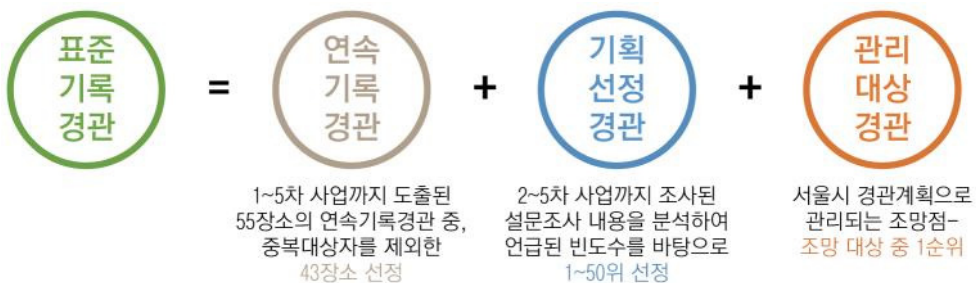 표준
기록
경관
=
연속
기록
경관
+
기획
선정
경관
+
관리
대상
경관
1~5차 사업까지 도출된
55장소의 연속기록경관 중,
중복대상자를 제외한
43장소 선정
2~5차 사업까지 조사된
설문조사 내용을 분석하여
언급된 빈도수를 바탕으로
1~50위 선정
서울시 경관계획으로
관리되는 조망점-
조망 대상 중 1순위